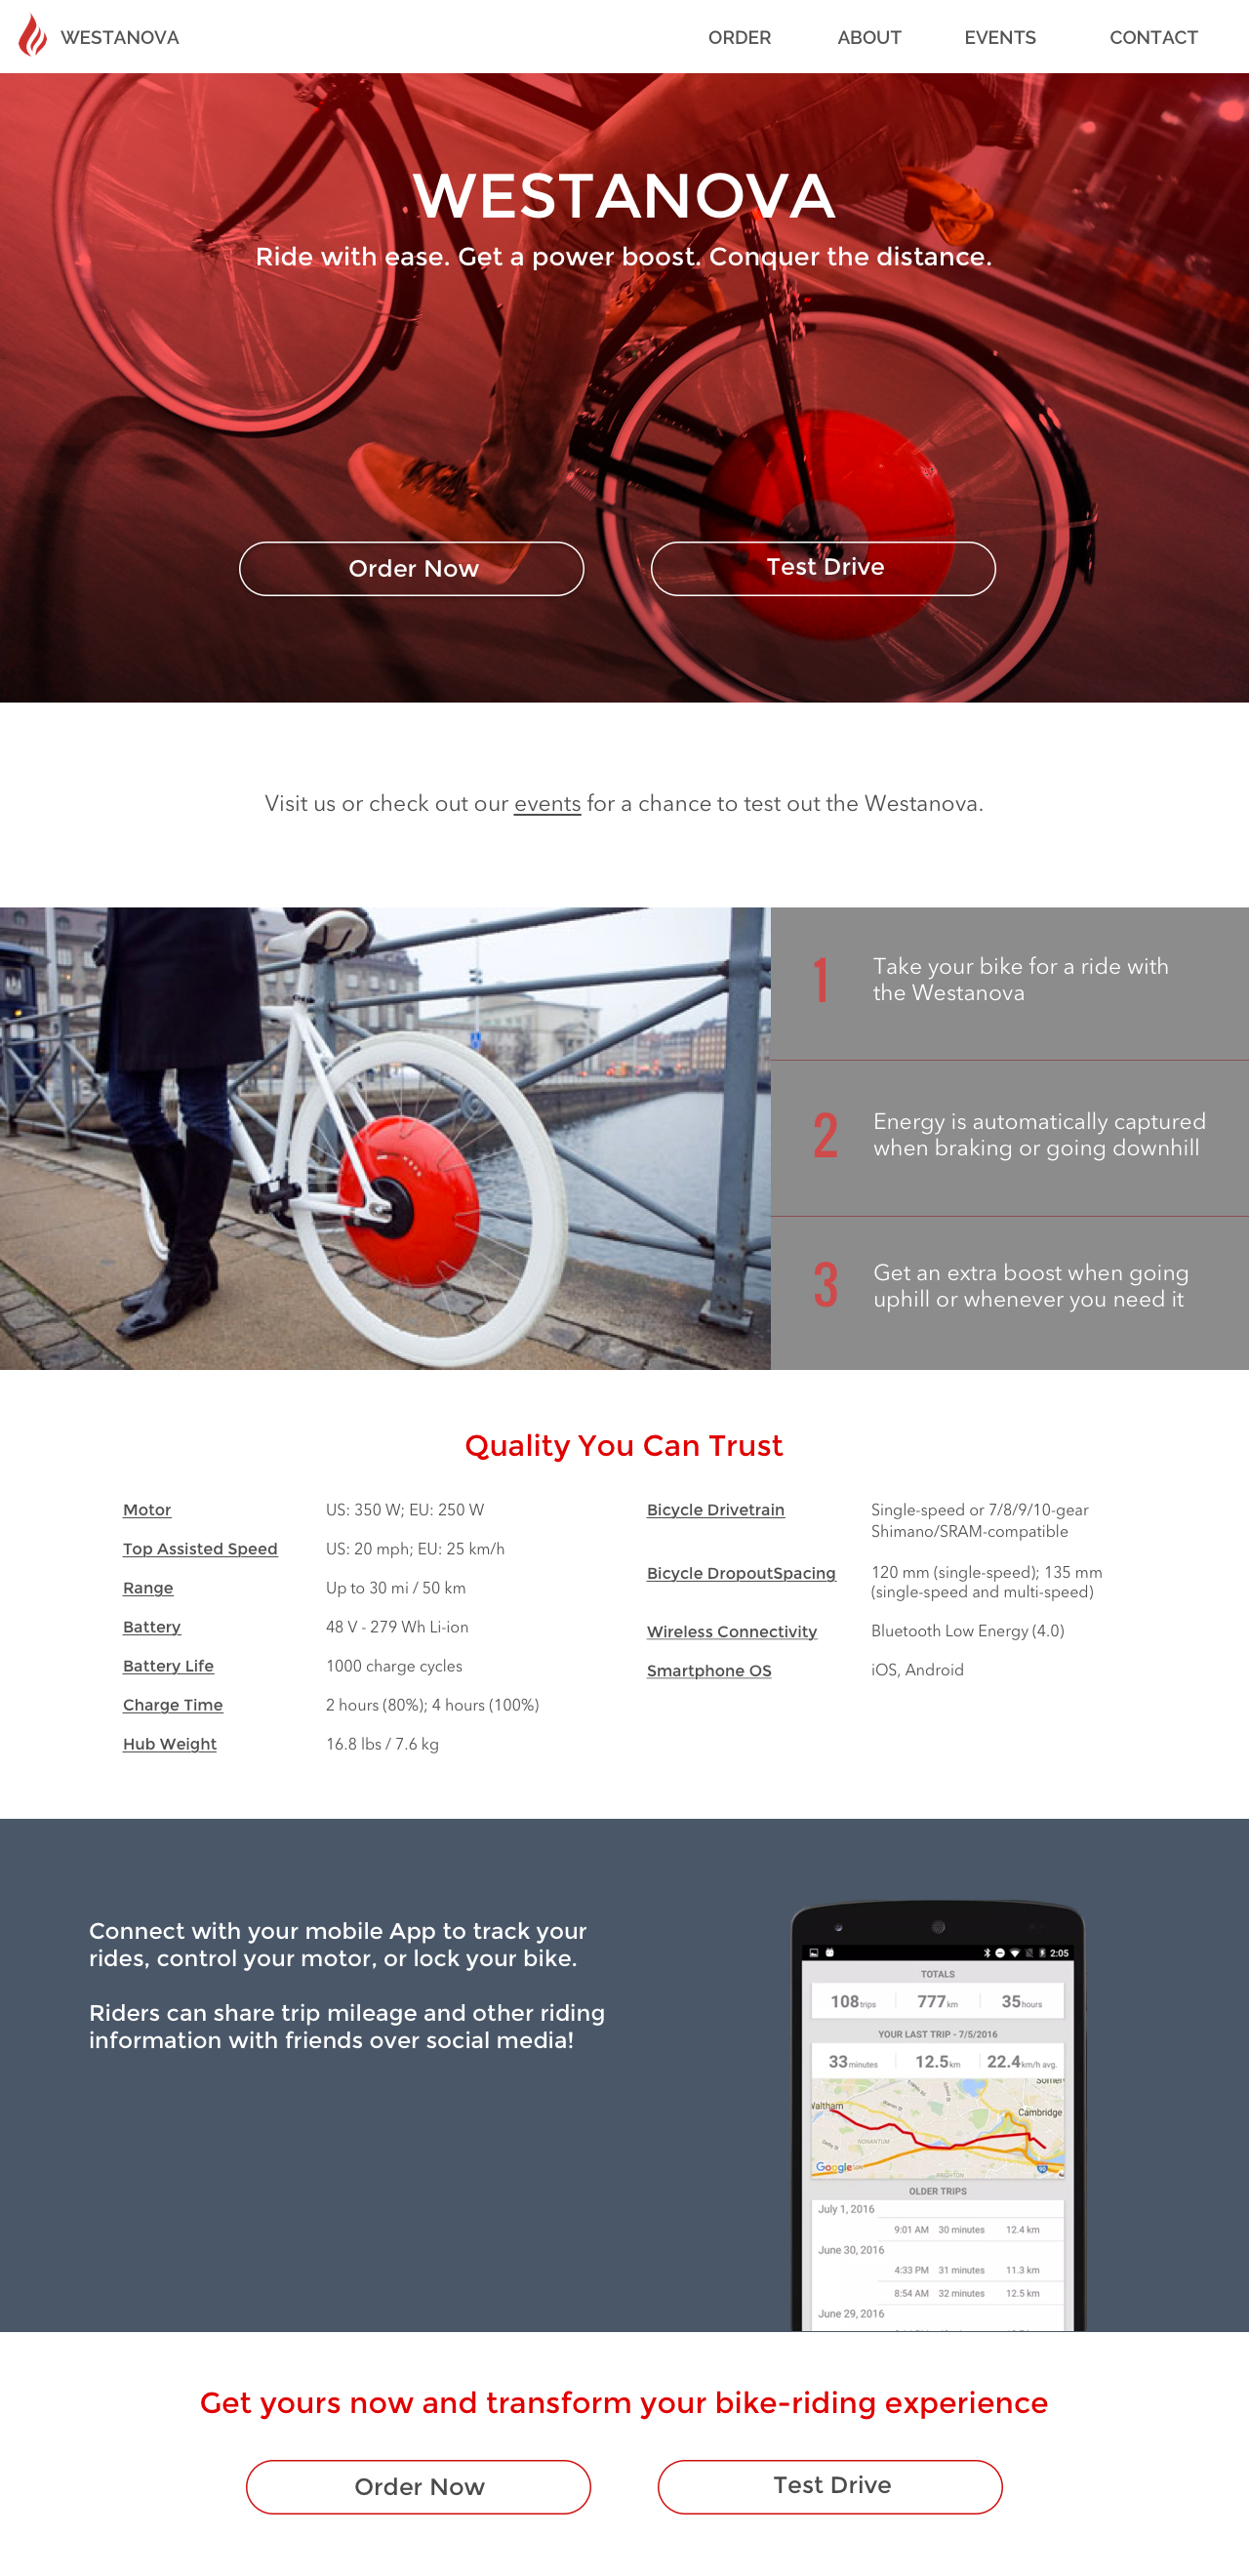 WESTANOVA
ORDER
ABOUT
EVENTS
CONTACT
WESTANOVA
Ride with ease. Get a power boost. Conquer the distance.
Order Now
Test Drive
Visit us or check out our events for a chance to test out the Westanova.
1
Take your bike for a ride with
the Westanova
2
Energy is automatically captured
when braking or going downhill
3
Get an extra boost when going
uphill or whenever you need it
Quality You Can Trust
Motor
US: 350 W; EU: 250 W
Top Assisted Speed
US: 20 mph; EU: 25 km/h
Range
Up to 30 mi / 50 km
Battery
48 V - 279 Wh Li-ion
Battery Life
1000 charge cycles
Charge Time
2 hours (80%); 4 hours (100%)
Hub Weight
16.8 lbs / 7.6 kg
Bicycle Drivetrain
Single-speed or 7/8/9/10-gear
Shimano/SRAM-compatible
Bicycle DropoutSpacing
120 mm (single-speed); 135 mm
(single-speed and multi-speed)
Wireless Connectivity
Bluetooth Low Energy (4.0)
Smartphone OS
iOS, Android
Connect with your mobile App to track your
rides, control your motor, or lock your bike.
Riders can share trip mileage and other riding
information with friends over social media!
2:05
TOTALS
108 trips 777 km 35 hours
YOUR LAST TRIP - 7/5/2016
33 minutes 12.5 km 22.4 km/h avg.
Waltham
Cambridge
NONANTUM
BRIGHTON
Google
90
OLDER TRIPS
July 1, 2016
9:01 AM 30 minutes 12.4 km
June 30, 2016
4:33 PM 31 minutes 11.3 km
8:54 AM 32 minutes 12.5 km
June 29, 2016
Get yours now and transform your bike-riding experience
Order Now
Test Drive